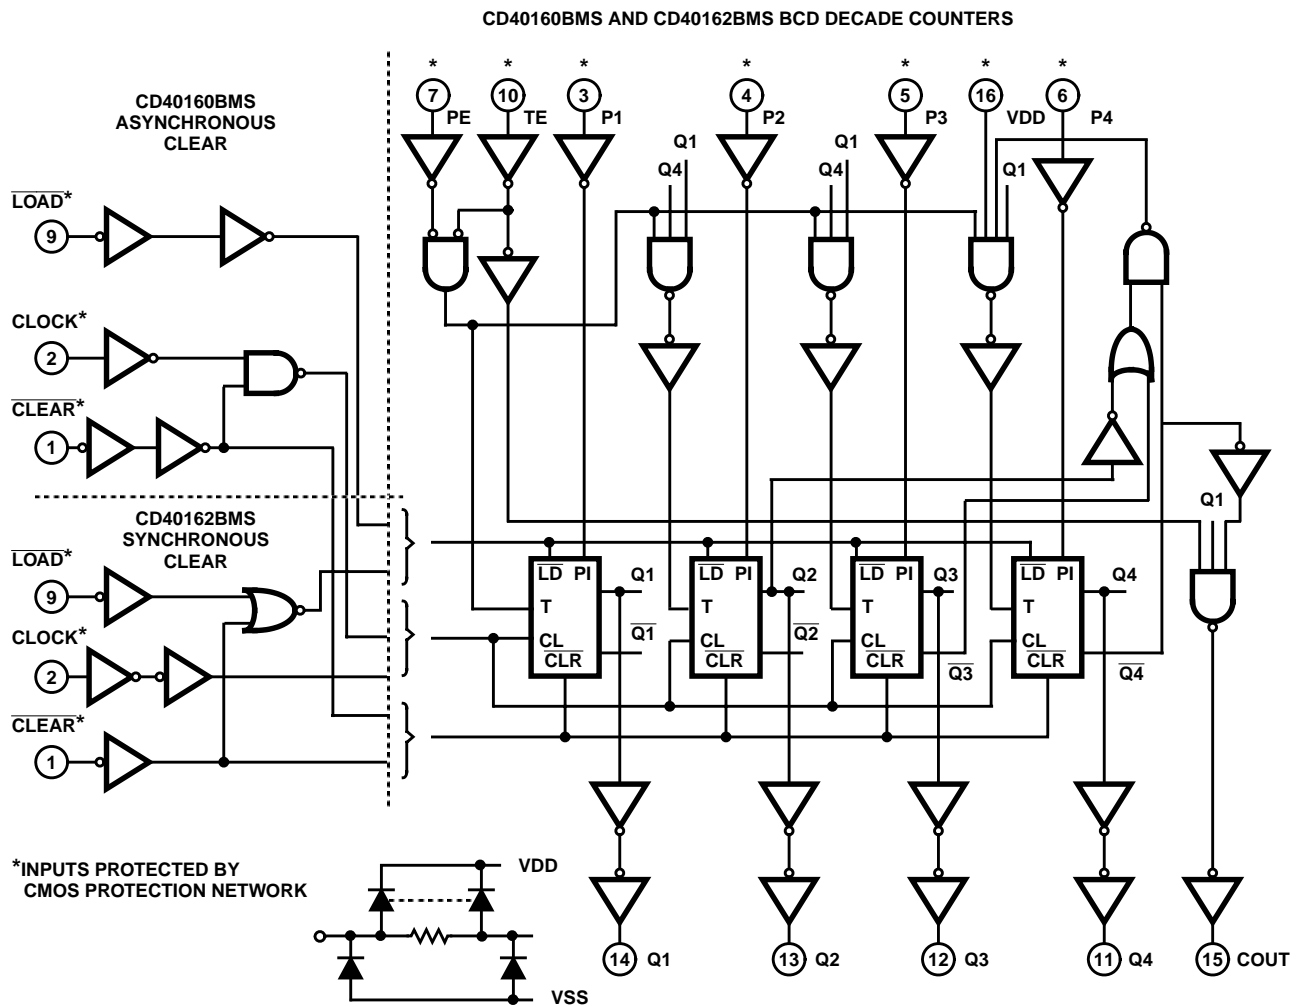 CD40160BMS AND CD40162BMS BCD DECADE COUNTERS
CD40160BMS
ASYNCHRONOUS
CLEAR
* * * * * * *
7 10 3 4 5 16 6
PE TE P1 P2 P3 VDD P4
Q1 Q1
Q4 Q4 Q1
LOAD*
9
CLOCK*
2
CLEAR*
1
CD40162BMS
SYNCHRONOUS
CLEAR
LOAD*
9
CLOCK*
2
CLEAR*
1
Q1
LD PI Q1 LD PI Q2 LD PI Q3 LD PI Q4
T T T T
CL Q1 CL Q2 CL CL
CLR CLR CLR Q3 CLR Q4
*INPUTS PROTECTED BY
CMOS PROTECTION NETWORK
VDD
VSS
14 Q1 13 Q2 12 Q3 11 Q4 15 COUT